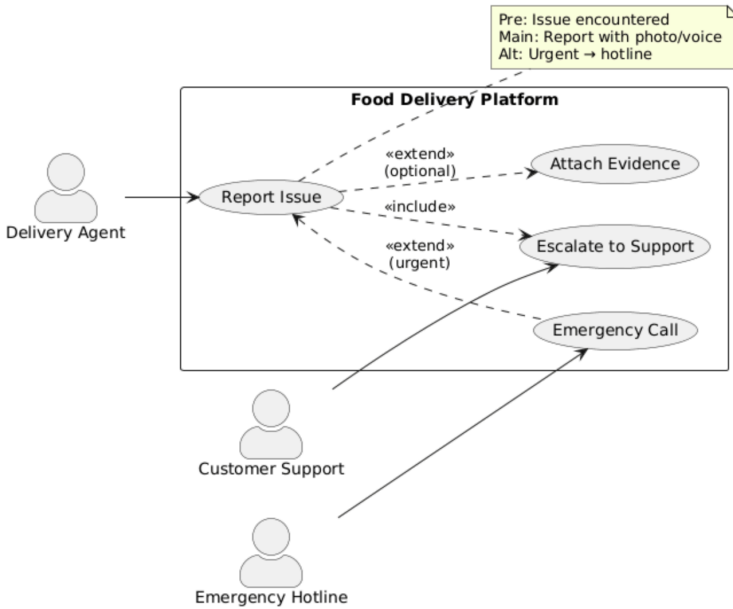 Pre: Issue encountered
Main: Report with photo/voice
Alt: Urgent → hotline
Food Delivery Platform
«extend»
(optional)
Attach Evidence
Report Issue
«include»
Delivery Agent
Escalate to Support
«extend»
(urgent)
Emergency Call
Customer Support
Emergency Hotline